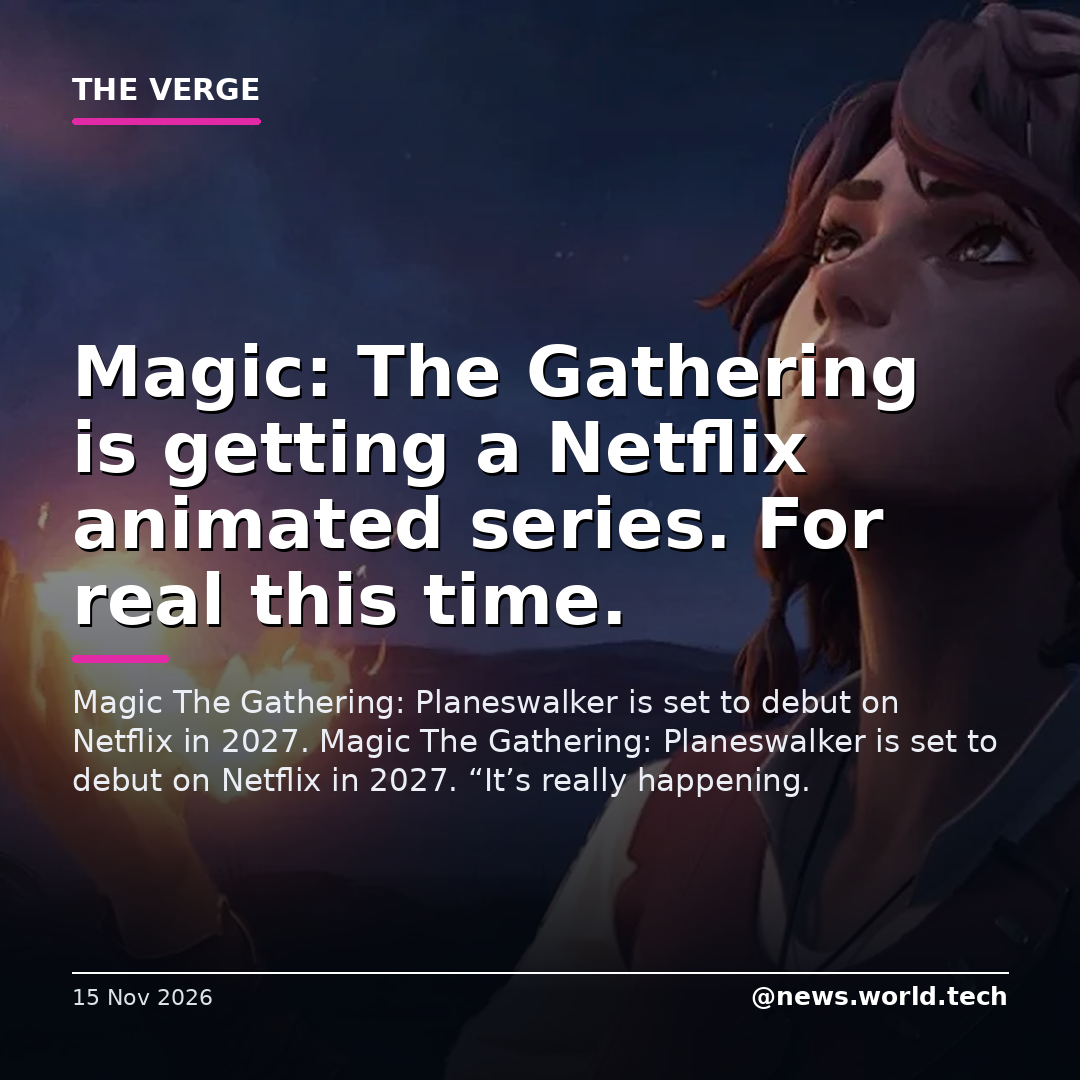 THE VERGE
Magic: The Gathering
is getting a Netflix
animated series. For
real this time.
Magic The Gathering: Planeswalker is set to debut on
Netflix in 2027. Magic The Gathering: Planeswalker is set to
debut on Netflix in 2027. “It’s really happening.
15 Nov 2026
@news.world.tech